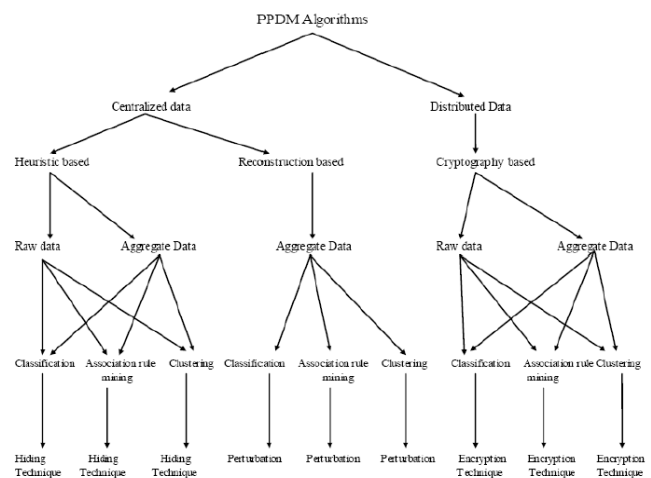 PPDM Algorithms
Centralized data
Distributed Data
Heuristic based
Reconstruction based
Cryptography based
Raw data
Aggregate Data
Aggregate Data
Raw data
Aggregate Data
Classification
Association rule
mining
Clustering
Classification
Association rule
mining
Clustering
Classification
Association rule
mining
Clustering
Hiding
Technique
Hiding
Technique
Hiding
Technique
Perturbation
Perturbation
Perturbation
Encryption
Technique
Encryption
Technique
Encryption
Technique